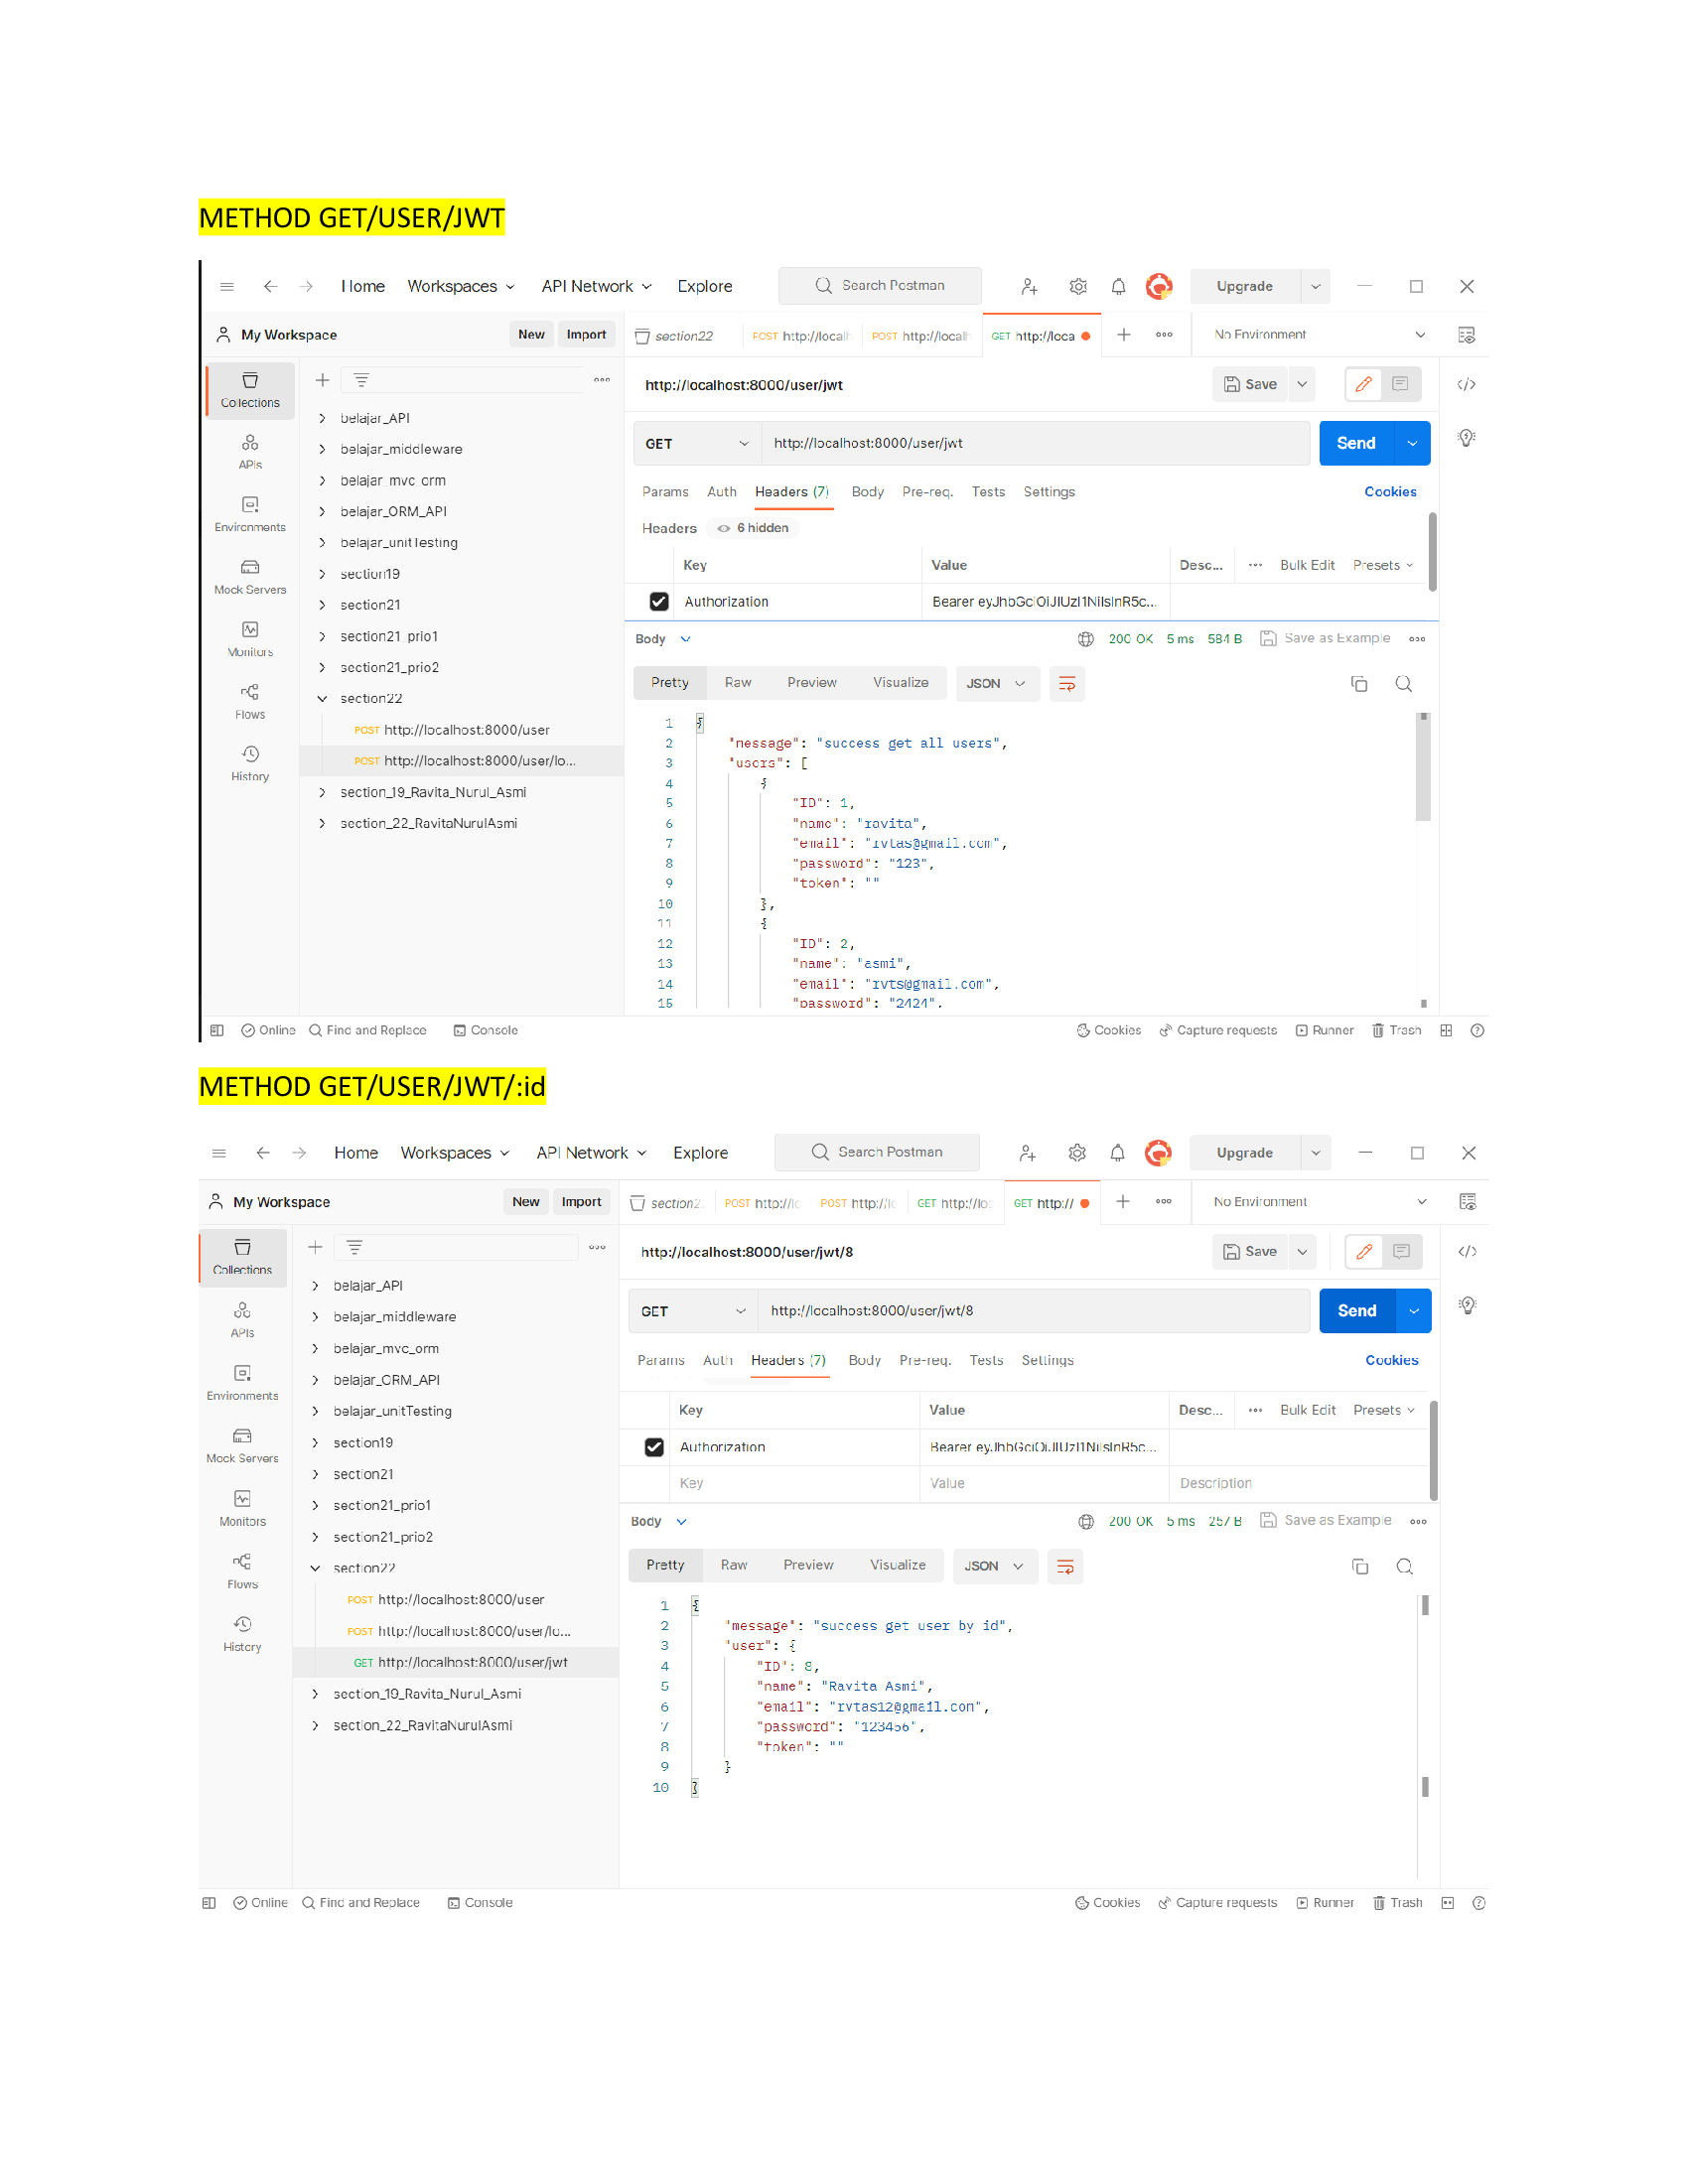 METHOD GET/USER/JWT
Home Workspaces API Network Explore Search Postman Upgrade
My Workspace New Import section22 POST http://localh POST http://localh GET http://loca No Environment
Collections
http://localhost:8000/user/jwt Save
belajar_API
GET http://localhost:8000/user/jwt Send
APIs
belajar_middleware
belajar_mvc_orm
Params Auth Headers (7) Body Pre-req. Tests Settings Cookies
Environments
belajar_ORM_API
Headers 6 hidden
belajar_unitTesting
Key Value Desc... Bulk Edit Presets
Mock Servers
section19
section21
Authorization Bearer eyJhbGciOiJIUzI1NiIsInR5c...
Monitors
section21_prio1
Body 200 OK 5 ms 584 B Save as Example
section21_prio2
Pretty Raw Preview Visualize JSON
Flows
section22
POST http://localhost:8000/user
POST http://localhost:8000/user/lo...
History
section_19_Ravita_Nurul_Asmi
section_22_RavitaNurulAsmi
1 {
2 "message": "success get all users",
3 "users": [
4 {
5 "ID": 1,
6 "name": "ravita",
7 "email": "rvtas@gmail.com",
8 "password": "123",
9 "token": ""
10 },
11 {
12 "ID": 2,
13 "name": "asmi",
14 "email": "rvts@gmail.com",
15 "password": "2424",
Online Find and Replace Console Cookies Capture requests Runner Trash
METHOD GET/USER/JWT/:id
Home Workspaces API Network Explore Search Postman Upgrade
My Workspace New Import section2 POST http://lo POST http://lc GET http://loc GET http:// No Environment
Collections
http://localhost:8000/user/jwt/8 Save
belajar_API
GET http://localhost:8000/user/jwt/8 Send
APIs
belajar_middleware
belajar_mvc_orm
Params Auth Headers (7) Body Pre-req. Tests Settings Cookies
Environments
belajar_ORM_API
belajar_unitTesting
Key Value Desc... Bulk Edit Presets
Mock Servers
section19
Authorization Bearer eyJhbGciOiJIUzI1NiIsInR5c...
section21
Key Value Description
Monitors
section21_prio1
Body 200 OK 5 ms 257 B Save as Example
section21_prio2
Pretty Raw Preview Visualize JSON
Flows
section22
POST http://localhost:8000/user
POST http://localhost:8000/user/lo...
History
GET http://localhost:8000/user/jwt
section_19_Ravita_Nurul_Asmi
section_22_RavitaNurulAsmi
1 {
2 "message": "success get user by id",
3 "user": {
4 "ID": 8,
5 "name": "Ravita Asmi",
6 "email": "rvtas12@gmail.com",
7 "password": "123456",
8 "token": ""
9 }
10 }
Online Find and Replace Console Cookies Capture requests Runner Trash